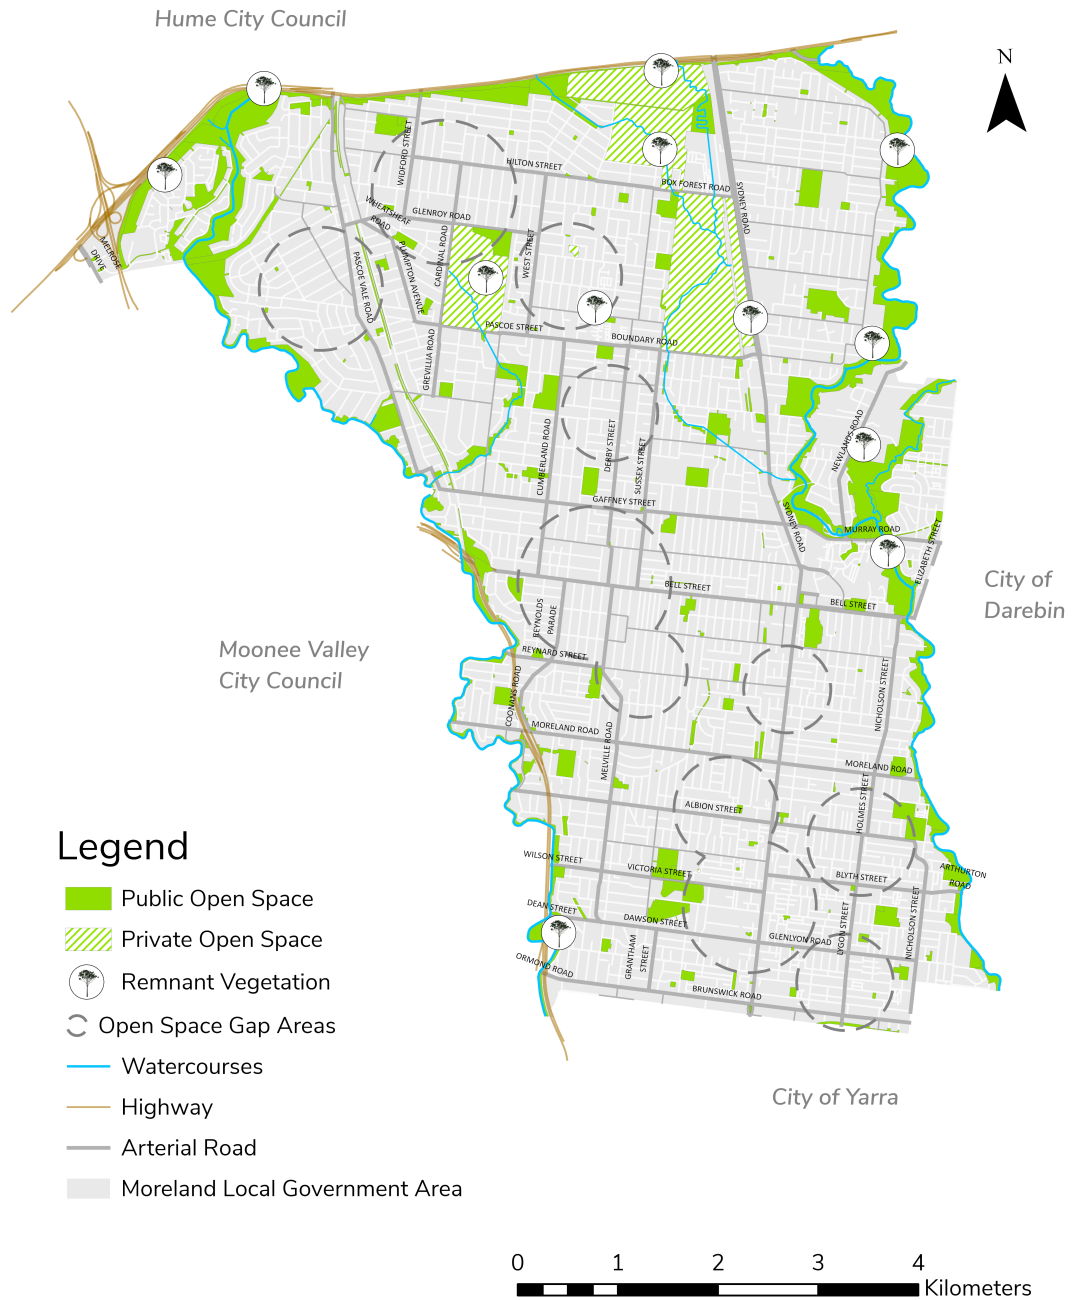 Hume City Council
N
WIDFORD STREET
HILTON STREET
BOX FOREST ROAD
SYDNEY ROAD
WHEATSHEAF
ROAD
GLENROY ROAD
MELROSE
DRIVE
PASCOE VALE ROAD
PLUMPTON AVENUE
CARDINAL ROAD
WEST STREET
PASCOE STREET
BOUNDARY ROAD
GREVILLIA ROAD
CUMBERLAND ROAD
DERBY STREET
SUSSEX STREET
NEWLANDS ROAD
GAFFNEY STREET
SYDNEY ROAD
MURRAY ROAD
ELIZABETH STREET
City of
Darebin
BELL STREET
BELL STREET
REYNOLDS
PARADE
Moonee Valley
City Council
REYNARD STREET
COONANS ROAD
NICHOLSON STREET
MORELAND ROAD
MELVILLE ROAD
MORELAND ROAD
ALBION STREET
HOLMES STREET
WILSON STREET
VICTORIA STREET
BLYTH STREET
ARTHURTON
ROAD
DEAN STREET
DAWSON STREET
GLENLYON ROAD
LYGON STREET
NICHOLSON STREET
GRANTHAM
STREET
ORMOND ROAD
BRUNSWICK ROAD
City of Yarra
Legend
Public Open Space
Private Open Space
Remnant Vegetation
Open Space Gap Areas
Watercourses
Highway
Arterial Road
Moreland Local Government Area
0 1 2 3 4
Kilometers